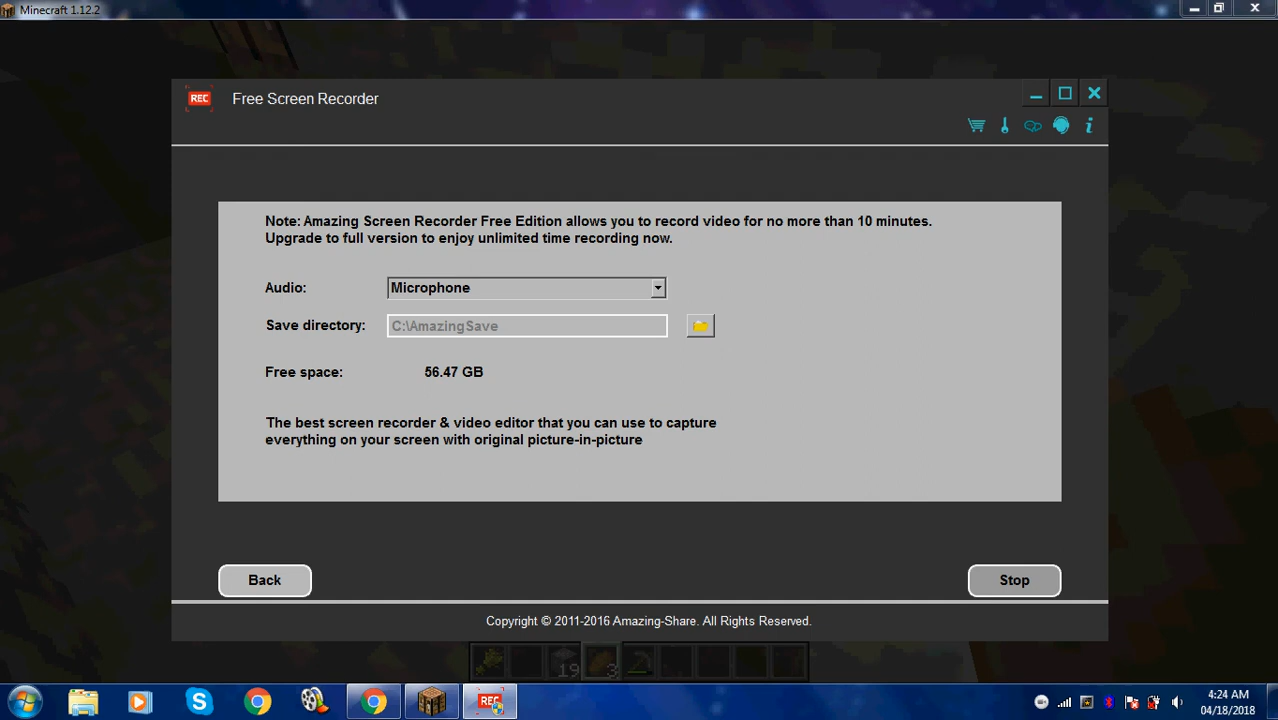 Minecraft 1.12.2
REC
Free Screen Recorder
Note: Amazing Screen Recorder Free Edition allows you to record video for no more than 10 minutes.
Upgrade to full version to enjoy unlimited time recording now.
Audio:
Microphone
Save directory:
C:\AmazingSave
Free space:
56.47 GB
The best screen recorder & video editor that you can use to capture
everything on your screen with original picture-in-picture
Back
Stop
Copyright © 2011-2016 Amazing-Share. All Rights Reserved.
19
3
REC
4:24 AM
04/18/2018